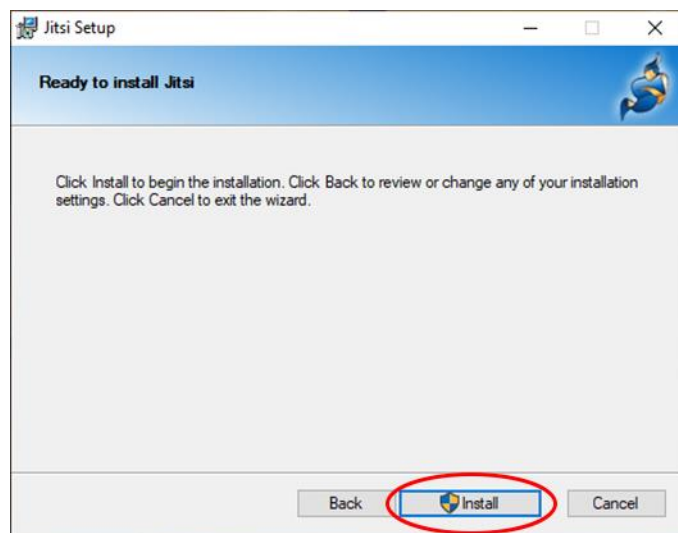 Jitsi Setup
Ready to install Jitsi
Click Install to begin the installation. Click Back to review or change any of your installation
settings. Click Cancel to exit the wizard.
Back Install Cancel